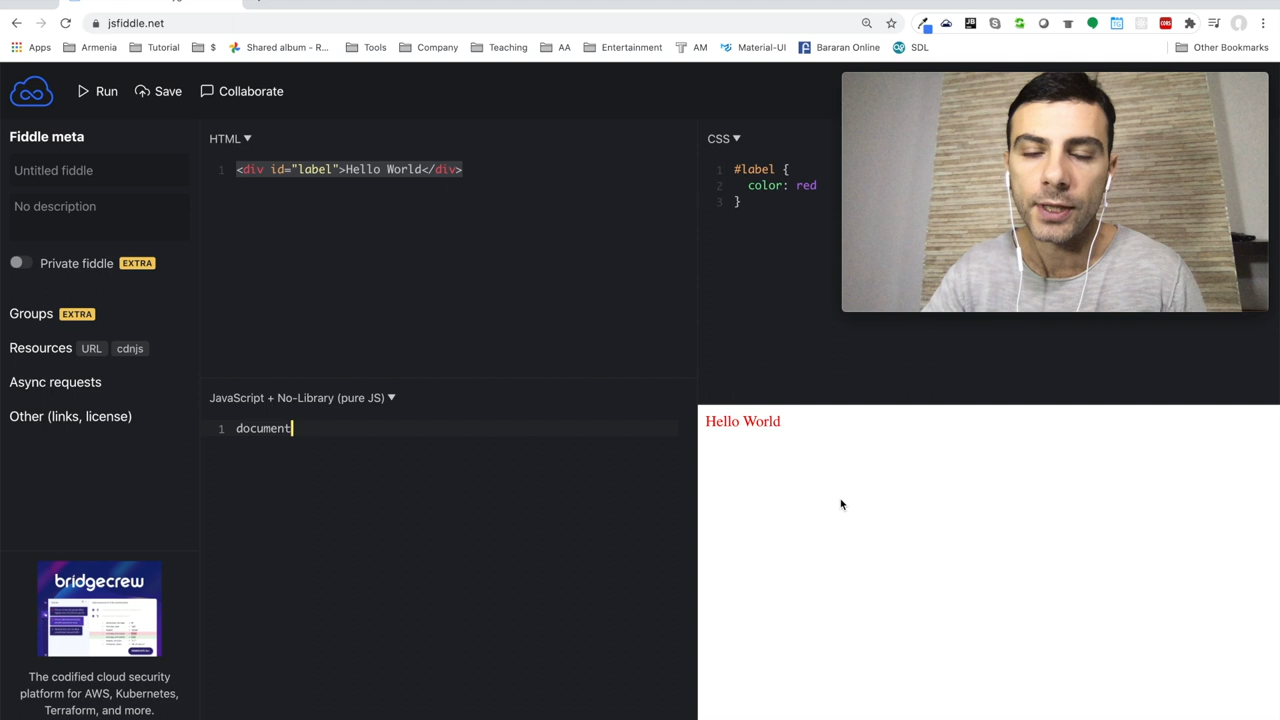 jsfiddle.net
Apps Armenia Tutorial $ Shared album - R... Tools Company Teaching AA Entertainment AM Material-UI Bararan Online SDL Other Bookmarks
Run Save Collaborate
Fiddle meta
Untitled fiddle
No description
Private fiddle EXTRA
Groups EXTRA
Resources URL cdnjs
Async requests
Other (links, license)
bridgecrew
The codified cloud security
platform for AWS, Kubernetes,
Terraform, and more.
HTML
1 <div id="label">Hello World</div>
CSS
1 #label {
2 color: red
3 }
JavaScript + No-Library (pure JS)
1 document
Hello World